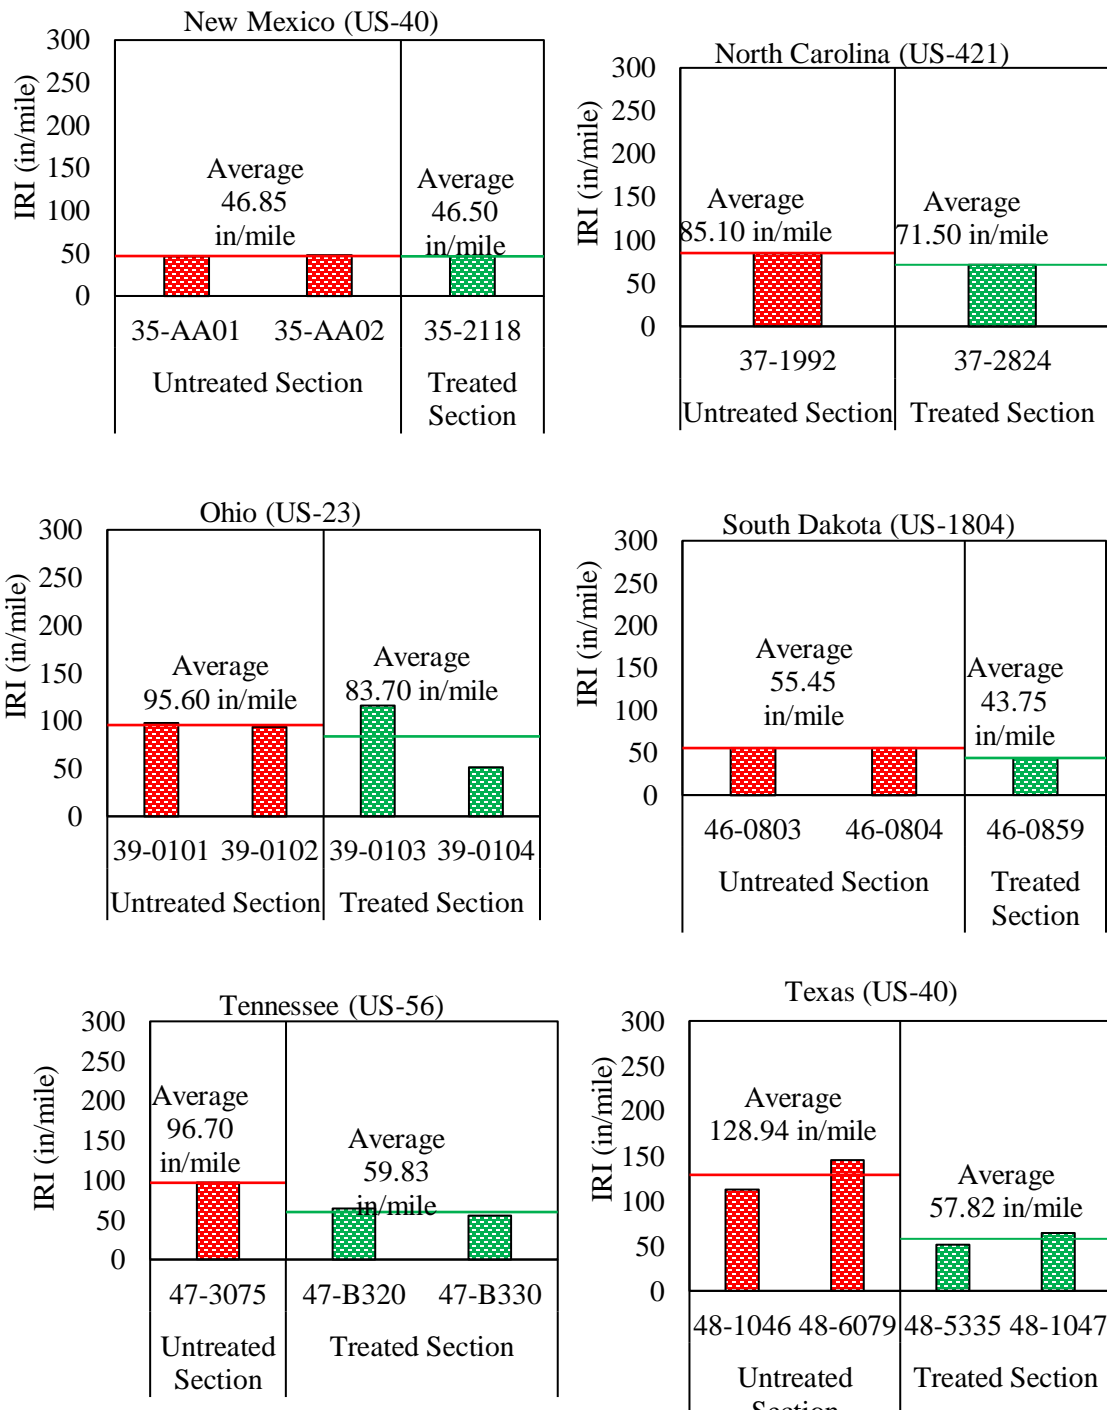 New Mexico (US-40)
300
250
200
150
100
50
0
IRI (in/mile)
Average
46.85
in/mile
Average
46.50
in/mile
35-AA01 35-AA02 35-2118
Untreated Section
Treated
Section
North Carolina (US-421)
300
250
200
150
100
50
0
IRI (in/mile)
Average
85.10 in/mile
Average
71.50 in/mile
37-1992 37-2824
Untreated Section Treated Section
Ohio (US-23)
300
250
200
150
100
50
0
IRI (in/mile)
Average
95.60 in/mile
Average
83.70 in/mile
39-0101 39-0102 39-0103 39-0104
Untreated Section Treated Section
South Dakota (US-1804)
300
250
200
150
100
50
0
IRI (in/mile)
Average
55.45
in/mile
Average
43.75
in/mile
46-0803 46-0804 46-0859
Untreated Section
Treated
Section
Tennessee (US-56)
300
250
200
150
100
50
0
IRI (in/mile)
Average
96.70
in/mile
Average
59.83
in/mile
47-3075 47-B320 47-B330
Untreated
Section
Treated Section
Texas (US-40)
300
250
200
150
100
50
0
IRI (in/mile)
Average
128.94 in/mile
Average
57.82 in/mile
48-1046 48-6079 48-5335 48-1047
Untreated
Section
Treated Section